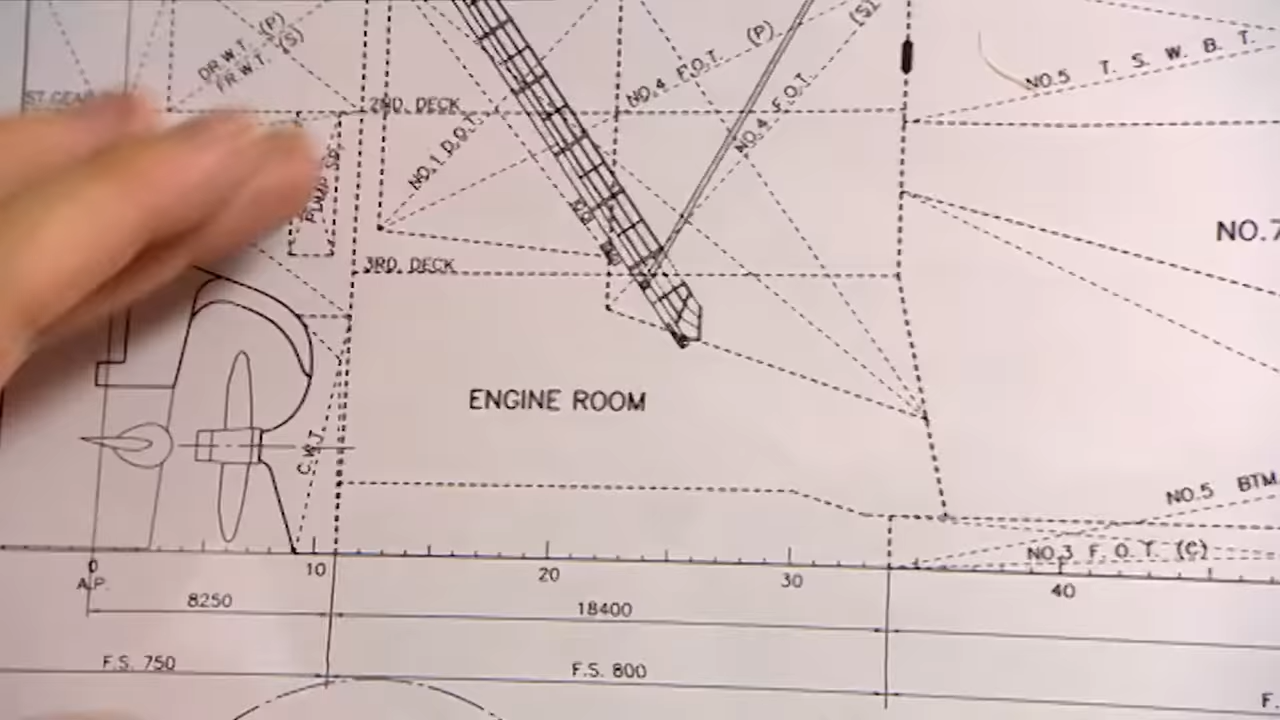 DR.W.T. (P)
FR.W.T. (S)
NO.4 F.O.T. (P)
(S)
NO.4 F.O.T.
NO.5 T. S. W. B. T.
ST.GEAR
2ND. DECK
NO.1 D.O.T.
PUMP SP.
NO.7
3RD. DECK
ENGINE ROOM
C.W.T.
NO.5 BTM.
NO.3 F. O. T. (C)
0
10
20
30
40
A.P.
8250
18400
F.S. 750
F.S. 800
F.